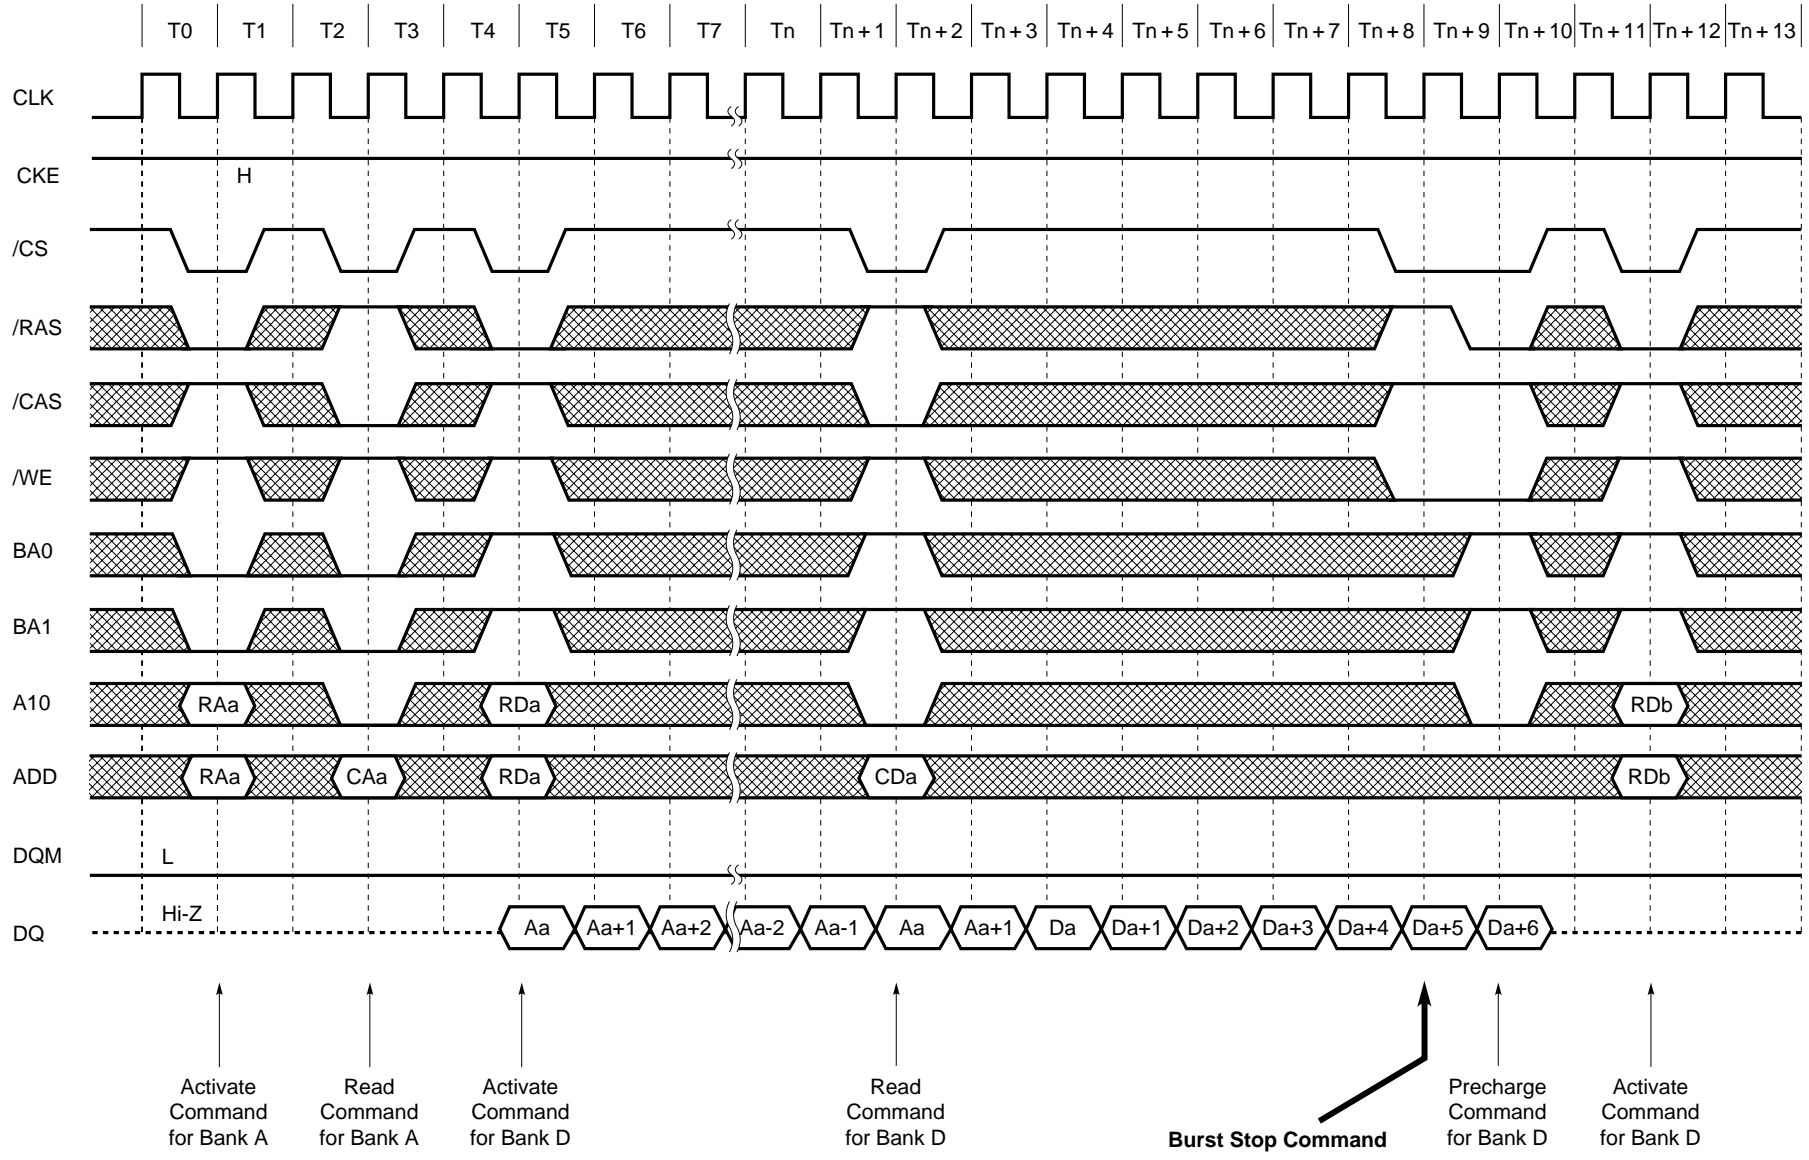 T0 T1 T2 T3 T4 T5 T6 T7 Tn Tn + 1 Tn + 2 Tn + 3 Tn + 4 Tn + 5 Tn + 6 Tn + 7 Tn + 8 Tn + 9 Tn + 10 Tn + 11 Tn + 12 Tn + 13
CLK
CKE H
/CS
/RAS
/CAS
/WE
BA0
BA1
A10 RAa RDa RDb
ADD RAa CAa RDa CDa RDb
DQM L
Hi-Z
DQ Aa Aa+1 Aa+2 Aa-2 Aa-1 Aa Aa+1 Da Da+1 Da+2 Da+3 Da+4 Da+5 Da+6
Activate
Command
for Bank A
Read
Command
for Bank A
Activate
Command
for Bank D
Read
Command
for Bank D
Burst Stop Command
Precharge
Command
for Bank D
Activate
Command
for Bank D